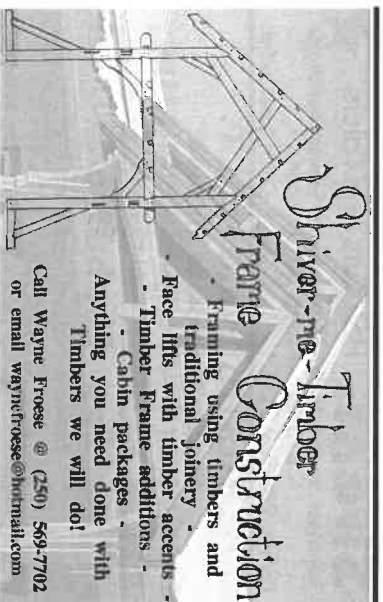 Shiver-me-Timber
Frame Construction
- Framing using timbers and
traditional joinery -
- Face lifts with timber accents -
- Timber Frame additions -
- Cabin packages -
Anything you need done with
Timbers we will do!
Call Wayne Froese @ (250) 569-7702
or email waynefroese@hotmail.com